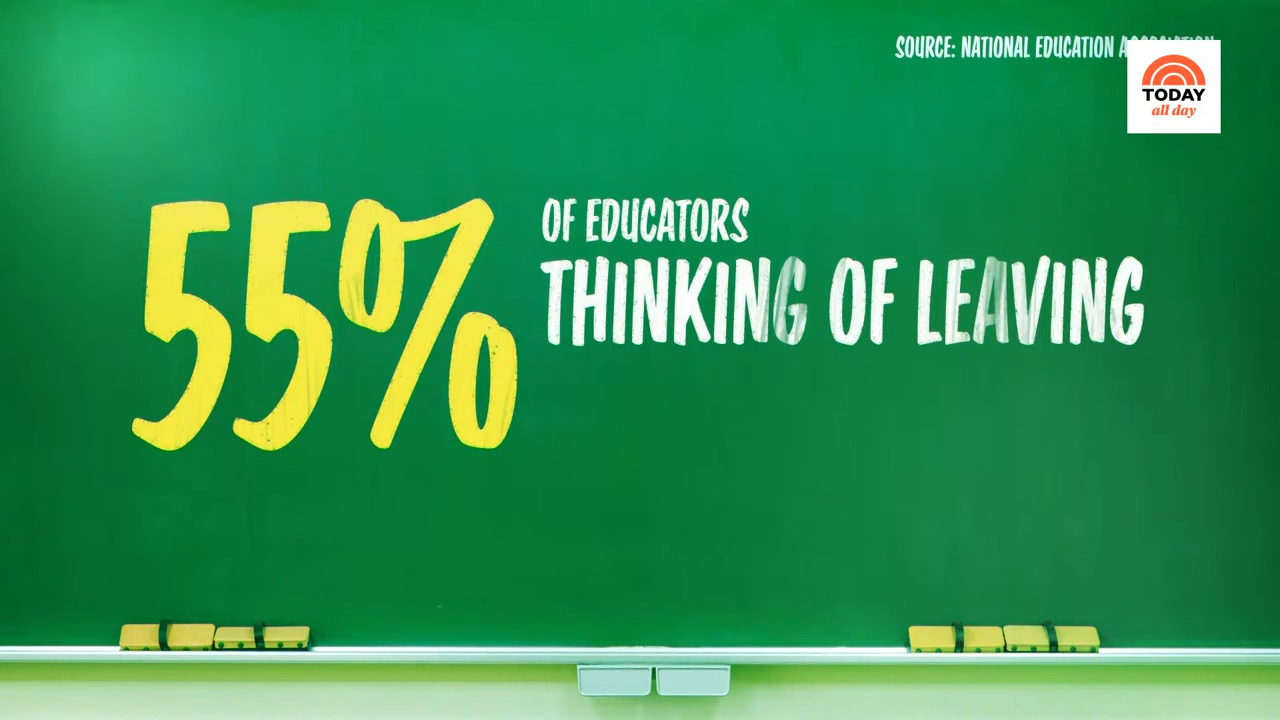 SOURCE: NATIONAL EDUCATION
TODAY
all day
55%
OF EDUCATORS
THINKING OF LEAVING